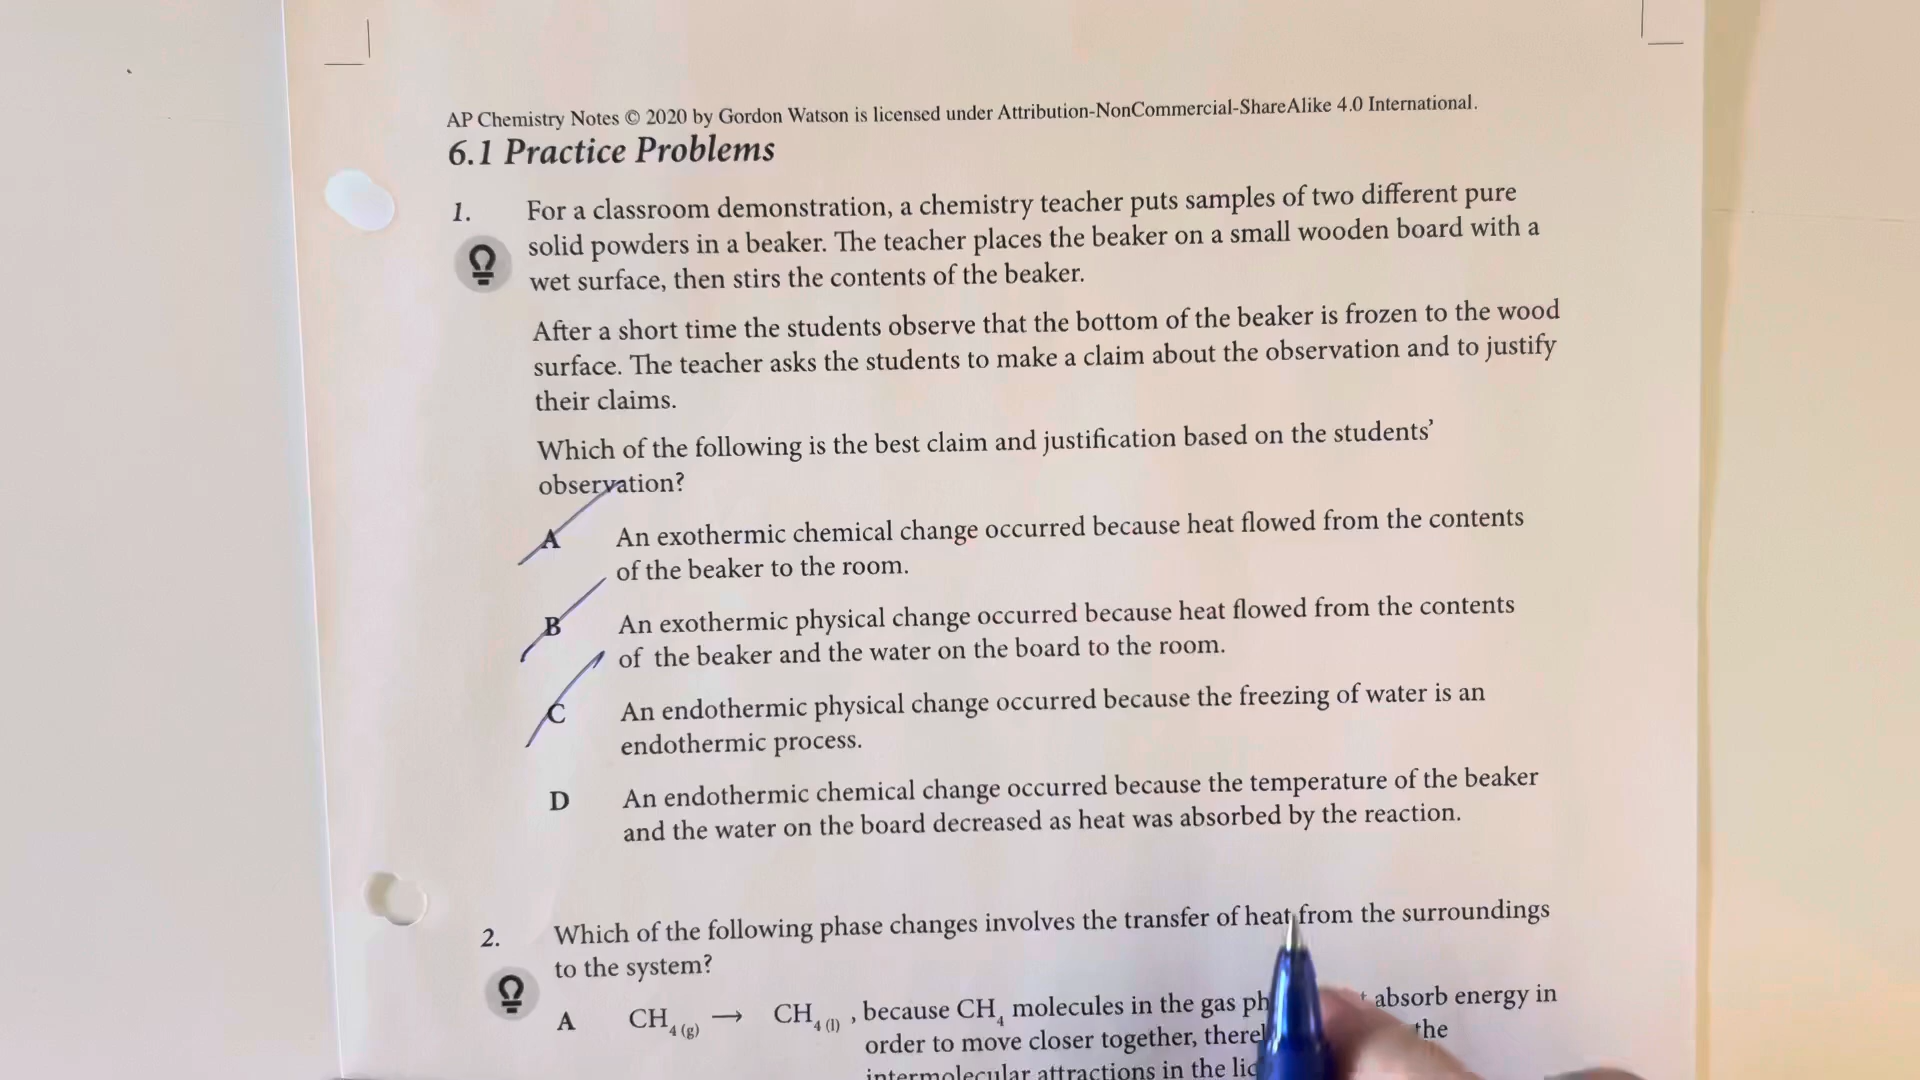 AP Chemistry Notes © 2020 by Gordon Watson is licensed under Attribution-NonCommercial-ShareAlike 4.0 International.
6.1 Practice Problems
1. For a classroom demonstration, a chemistry teacher puts samples of two different pure
solid powders in a beaker. The teacher places the beaker on a small wooden board with a
wet surface, then stirs the contents of the beaker.
After a short time the students observe that the bottom of the beaker is frozen to the wood
surface. The teacher asks the students to make a claim about the observation and to justify
their claims.
Which of the following is the best claim and justification based on the students’
observation?
A An exothermic chemical change occurred because heat flowed from the contents
of the beaker to the room.
B An exothermic physical change occurred because heat flowed from the contents
of the beaker and the water on the board to the room.
C An endothermic physical change occurred because the freezing of water is an
endothermic process.
D An endothermic chemical change occurred because the temperature of the beaker
and the water on the board decreased as heat was absorbed by the reaction.
2. Which of the following phase changes involves the transfer of heat from the surroundings
to the system?
A CH₄ (g) → CH₄ (l) , because CH₄ molecules in the gas absorb energy in
order to move closer together, the
intermolecular attractions in the